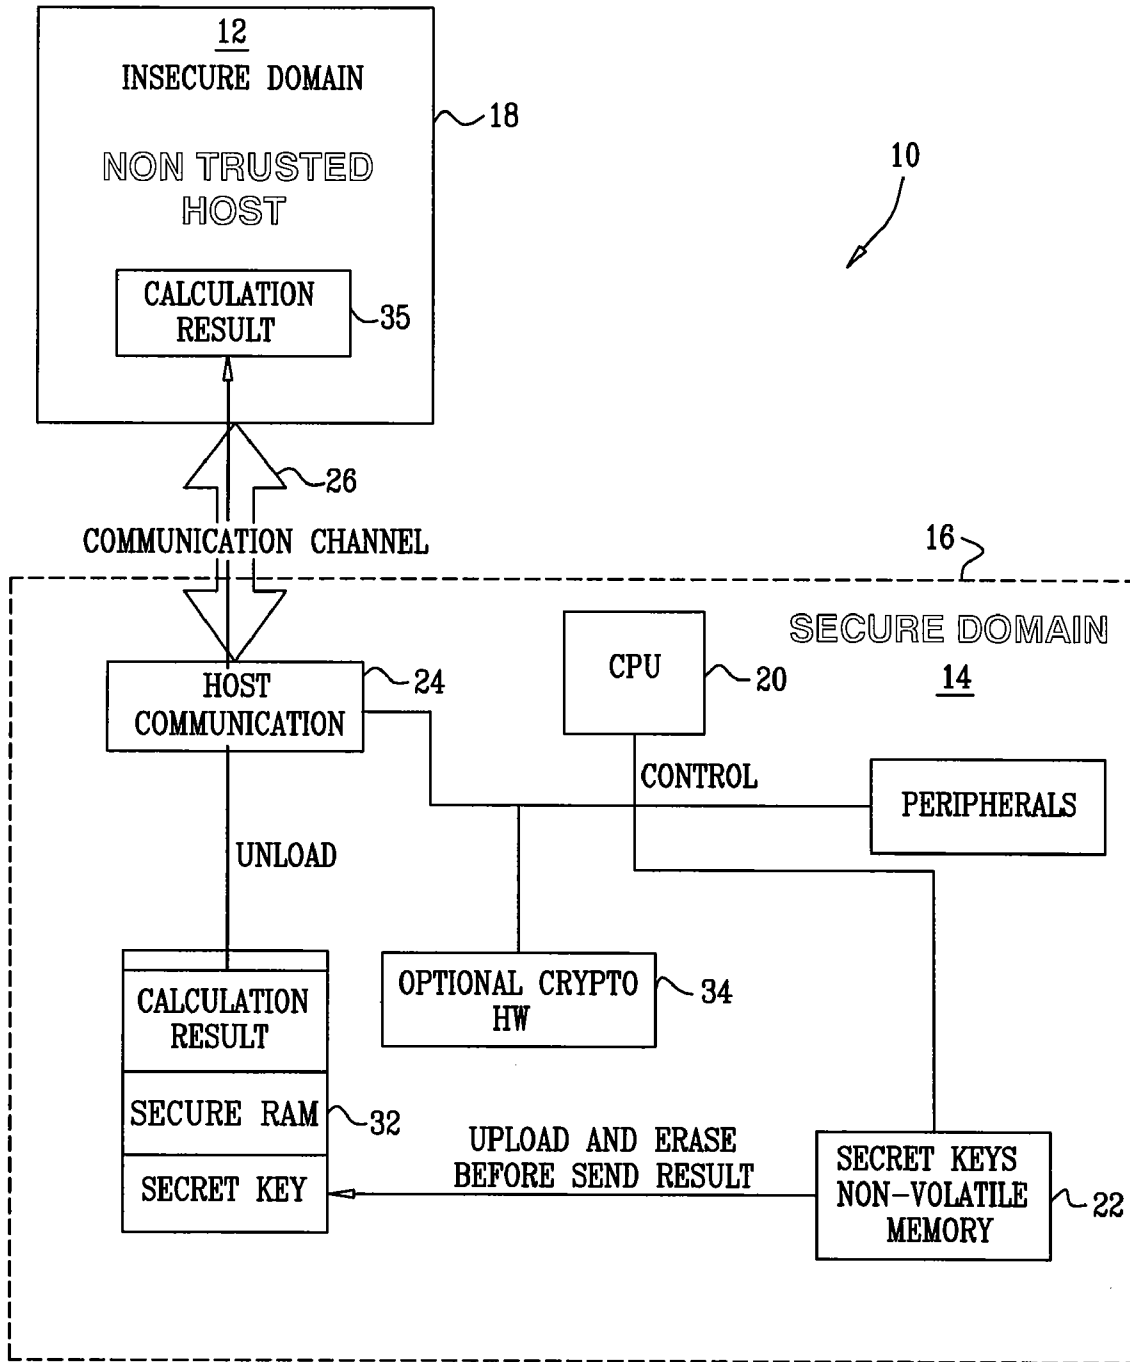 12
INSECURE DOMAIN
18
NON TRUSTED
HOST
10
CALCULATION
RESULT
35
26
COMMUNICATION CHANNEL
16
SECURE DOMAIN
14
CPU
20
HOST
COMMUNICATION
24
CONTROL
PERIPHERALS
UNLOAD
OPTIONAL CRYPTO
HW
34
CALCULATION
RESULT
SECURE RAM
32
SECRET KEY
UPLOAD AND ERASE
BEFORE SEND RESULT
SECRET KEYS
NON-VOLATILE
MEMORY
22